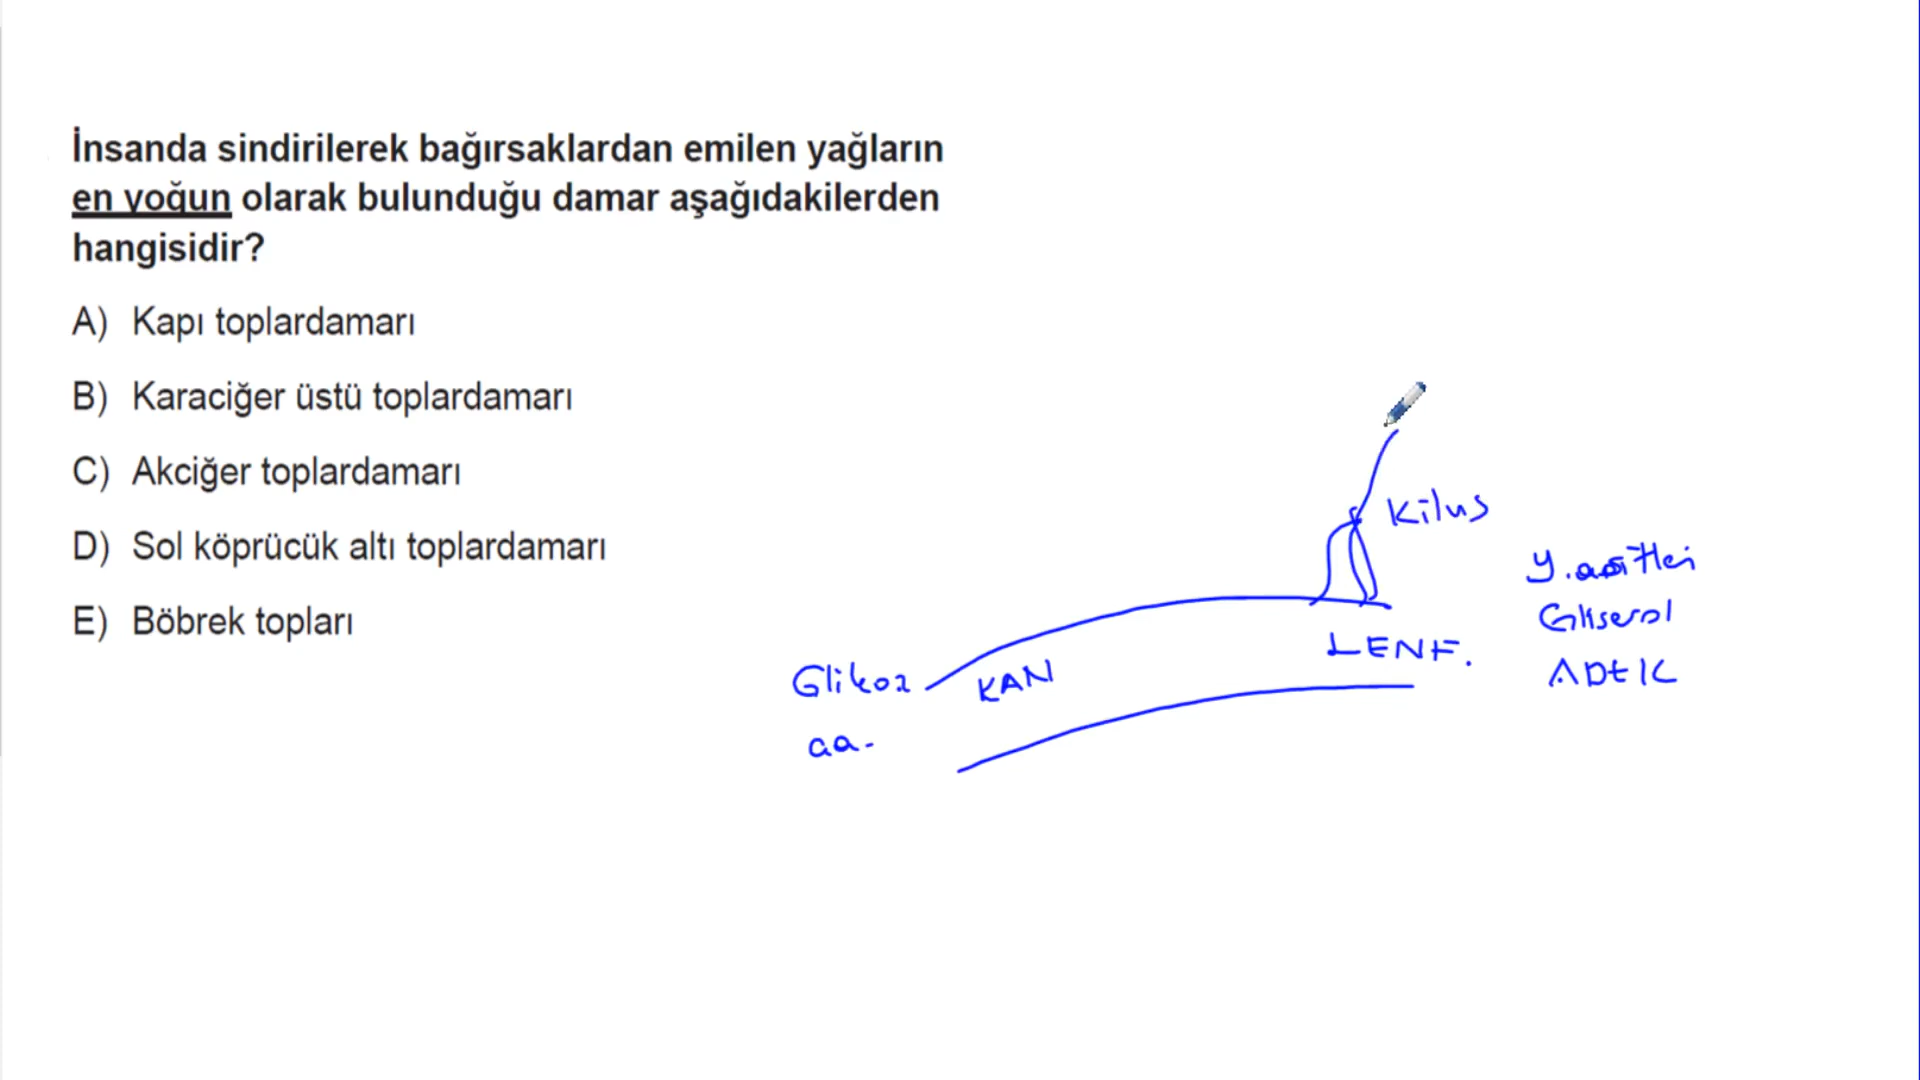 İnsanda sindirilerek bağırsaklardan emilen yağların
en yoğun olarak bulunduğu damar aşağıdakilerden
hangisidir?
A) Kapı toplardamarı
B) Karaciğer üstü toplardamarı
C) Akciğer toplardamarı
D) Sol köprücük altı toplardamarı
E) Böbrek topları
Kilus
Y. asitleri
Gliserol
ADEK
LENF.
Glikoz
KAN
aa.